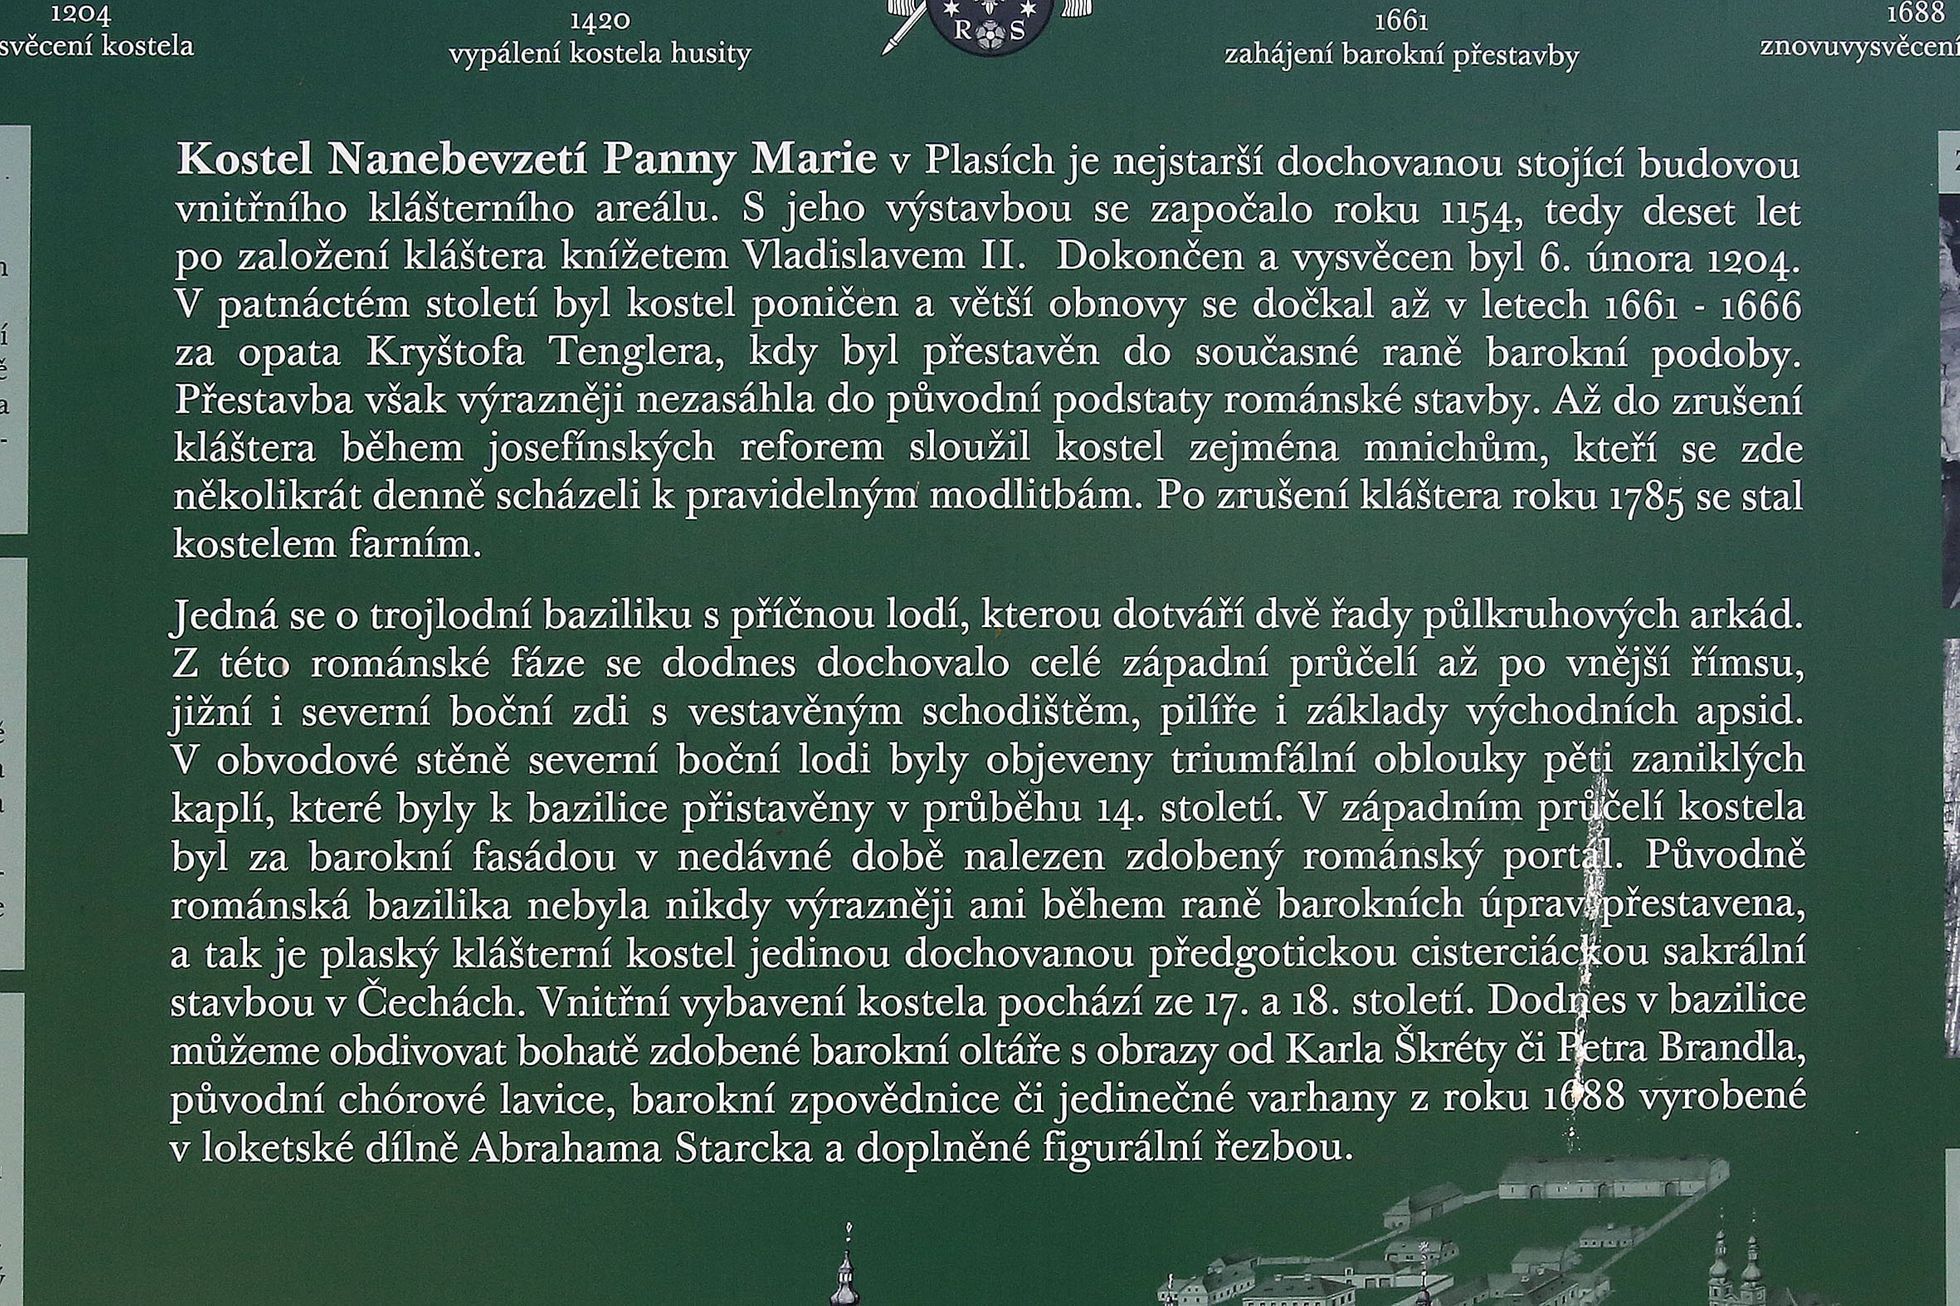 1204
svěcení kostela
1420
vypálení kostela husity
R S
1661
zahájení barokní přestavby
1688
znovuvysvěcení
Kostel Nanebevzetí Panny Marie v Plasích je nejstarší dochovanou stojící budovou
vnitřního klášterního areálu. S jeho výstavbou se započalo roku 1154, tedy deset let
po založení kláštera knížetem Vladislavem II. Dokončen a vysvěcen byl 6. února 1204.
V patnáctém století byl kostel poničen a větší obnovy se dočkal až v letech 1661 - 1666
za opata Kryštofa Tenglera, kdy byl přestavěn do současné raně barokní podoby.
Přestavba však výrazněji nezasáhla do původní podstaty románské stavby. Až do zrušení
kláštera během josefínských reforem sloužil kostel zejména mnichům, kteří se zde
několikrát denně scházeli k pravidelným modlitbám. Po zrušení kláštera roku 1785 se stal
kostelem farním.
Jedná se o trojlodní baziliku s příčnou lodí, kterou dotváří dvě řady půlkruhových arkád.
Z této románské fáze se dodnes dochovalo celé západní průčelí až po vnější římsu,
jižní i severní boční zdi s vestavěným schodištěm, pilíře i základy východních apsid.
V obvodové stěně severní boční lodi byly objeveny triumfální oblouky pěti zaniklých
kaplí, které byly k bazilice přistavěny v průběhu 14. století. V západním průčelí kostela
byl za barokní fasádou v nedávné době nalezen zdobený románský portál. Původně
románská bazilika nebyla nikdy výrazněji ani během raně barokních úprav přestavena,
a tak je plaský klášterní kostel jedinou dochovanou předgotickou cisterciáckou sakrální
stavbou v Čechách. Vnitřní vybavení kostela pochází ze 17. a 18. století. Dodnes v bazilice
můžeme obdivovat bohatě zdobené barokní oltáře s obrazy od Karla Škréty či Petra Brandla,
původní chórové lavice, barokní zpovědnice či jedinečné varhany z roku 1688 vyrobené
v loketské dílně Abrahama Starcka a doplněné figurální řezbou.